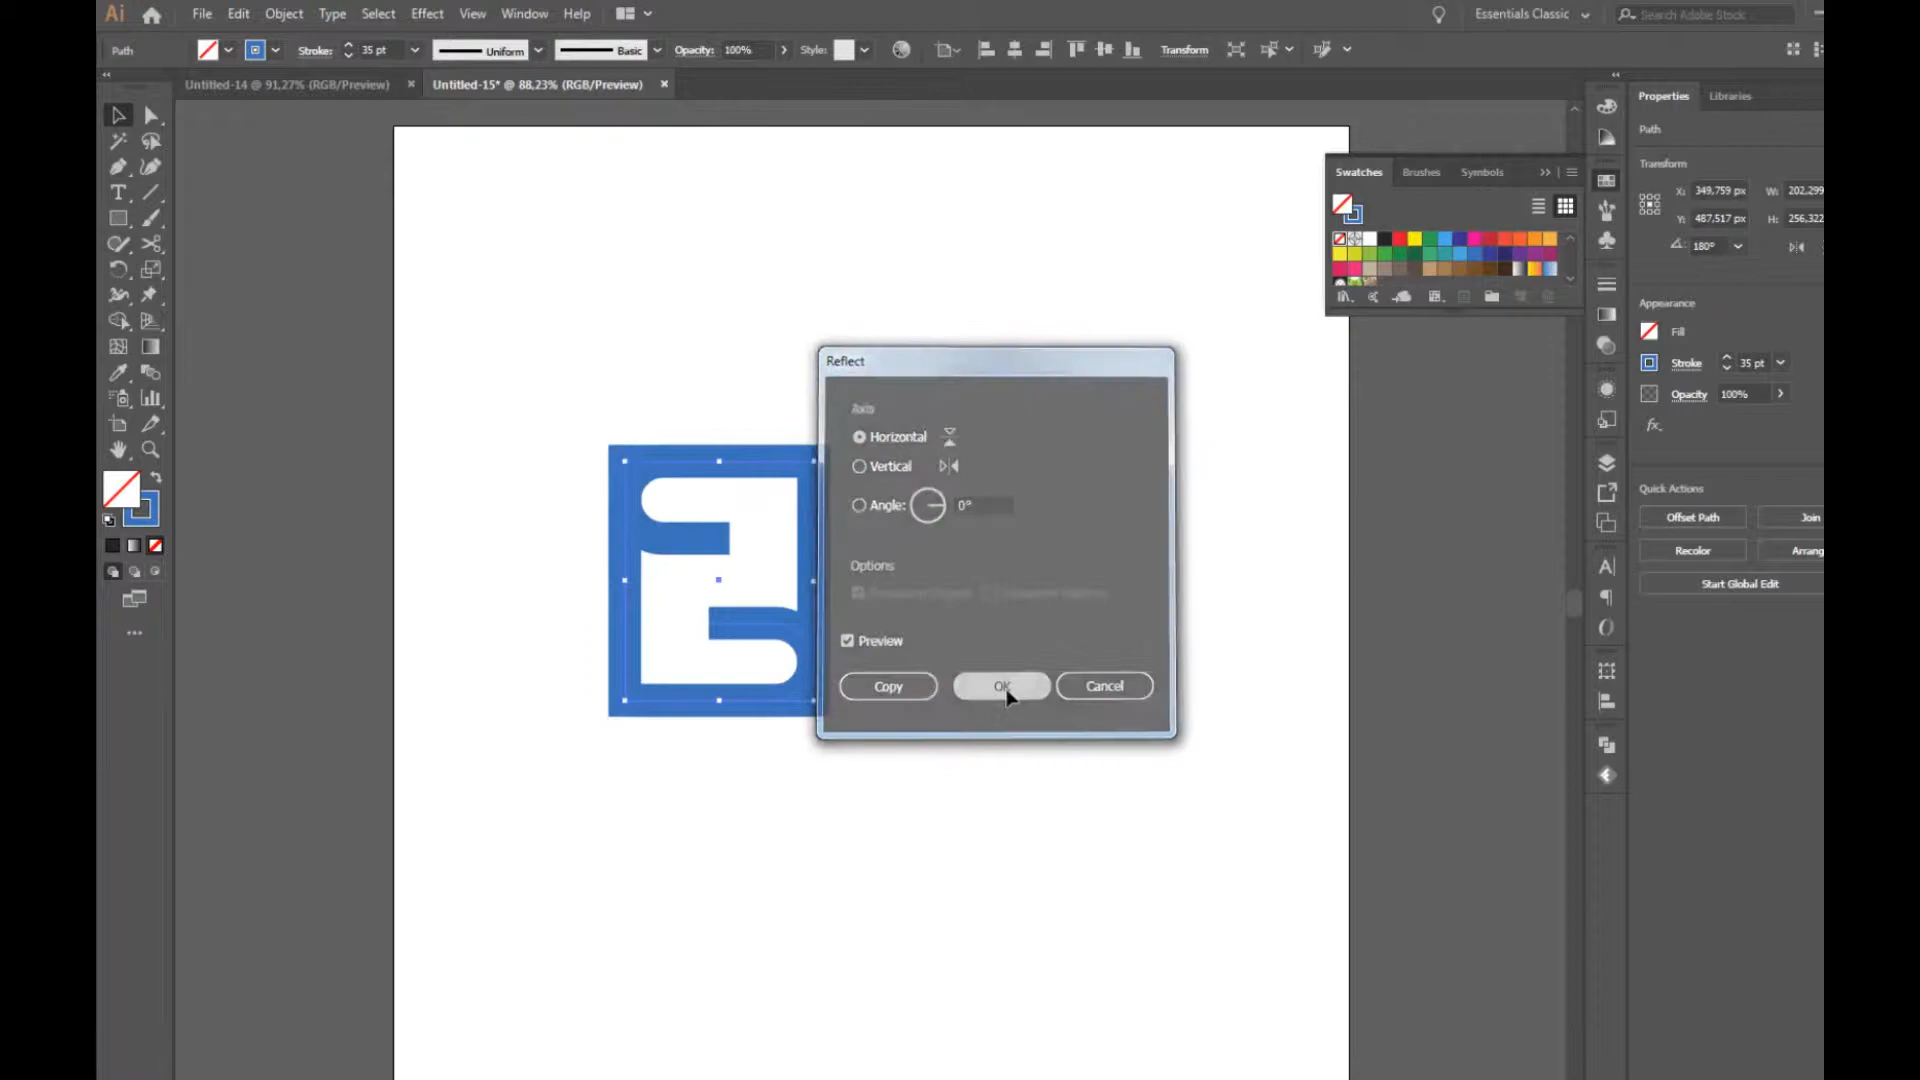 Ai File Edit Object Type Select Effect View Window Help Essentials Classic Search Adobe Stock
Path Stroke: 35 pt Uniform Basic Opacity: 100% Style: Transform
Untitled-14 @ 91,27% (RGB/Preview) × Untitled-15* @ 88,23% (RGB/Preview) ×
Swatches Brushes Symbols
Reflect
Axis
Horizontal
Vertical
Angle: 0°
Options
Preview
Copy OK Cancel
Properties Libraries
Path
Transform
X: 349,759 px W: 202,299
Y: 487,517 px H: 256,322
180°
Appearance
Fill
Stroke 35 pt
Opacity 100%
fx.
Quick Actions
Offset Path Join
Recolor Arrang
Start Global Edit